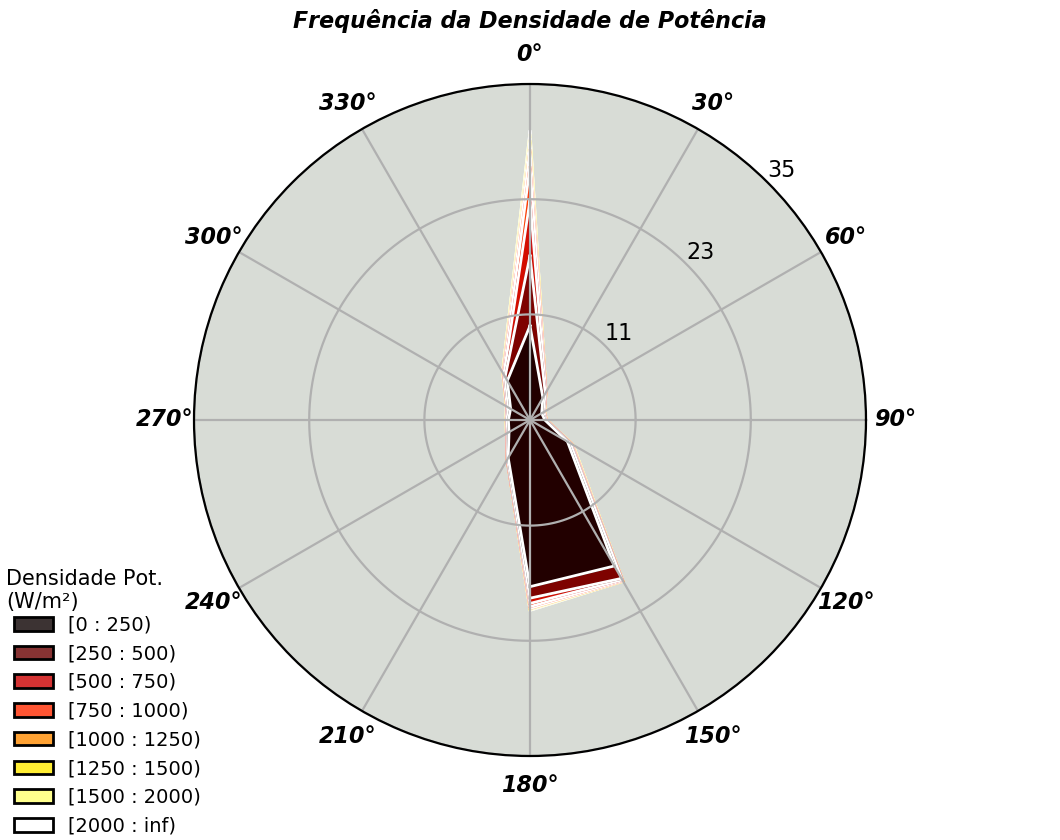 Frequência da Densidade de Potência
0°
330°
30°
35
300°
60°
23
11
270°
90°
240°
120°
210°
150°
180°
Densidade Pot.
(W/m²)
[0 : 250)
[250 : 500)
[500 : 750)
[750 : 1000)
[1000 : 1250)
[1250 : 1500)
[1500 : 2000)
[2000 : inf)